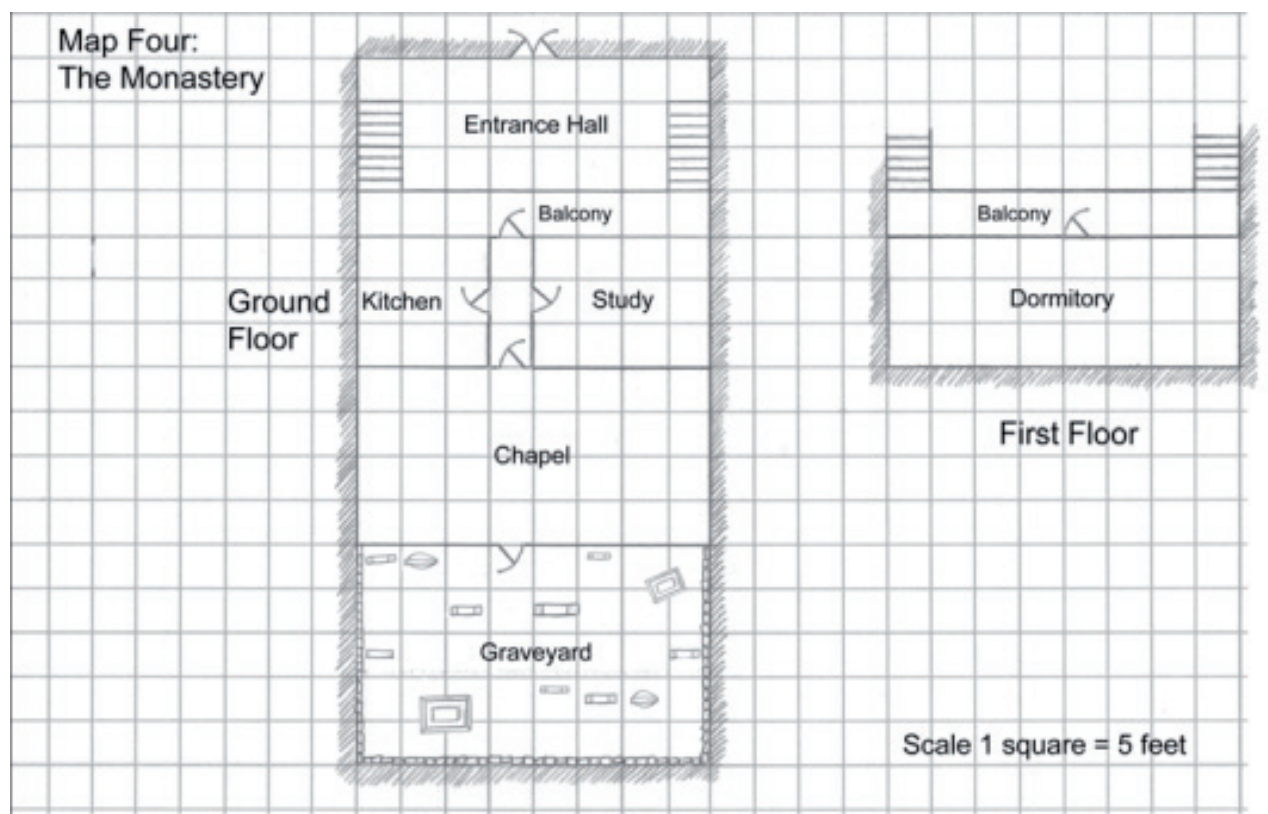 Map Four:
The Monastery
Entrance Hall
Balcony
Ground
Floor
Kitchen
Study
Chapel
Graveyard
Balcony
Dormitory
First Floor
Scale 1 square = 5 feet